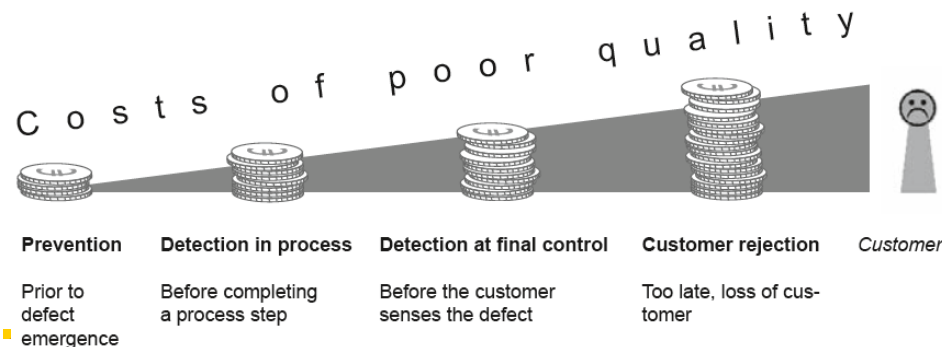 Costs of poor quality
Prevention Detection in process Detection at final control Customer rejection Customer
Prior to Before completing Before the customer Too late, loss of cus-
defect a process step senses the defect tomer
emergence